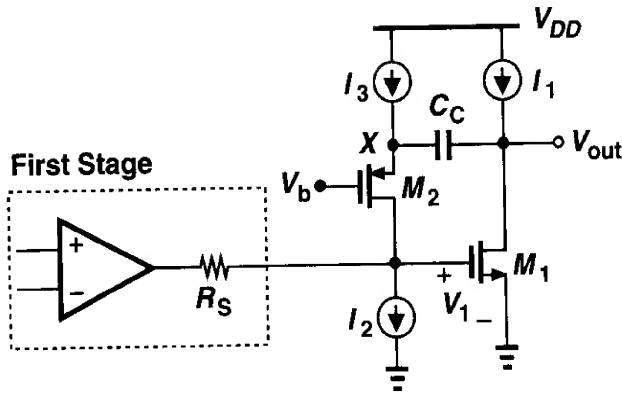 V_DD
I_3
I_1
C_C
X
V_out
First Stage
V_b
M_2
+
−
R_S
+
M_1
V_1
−
I_2